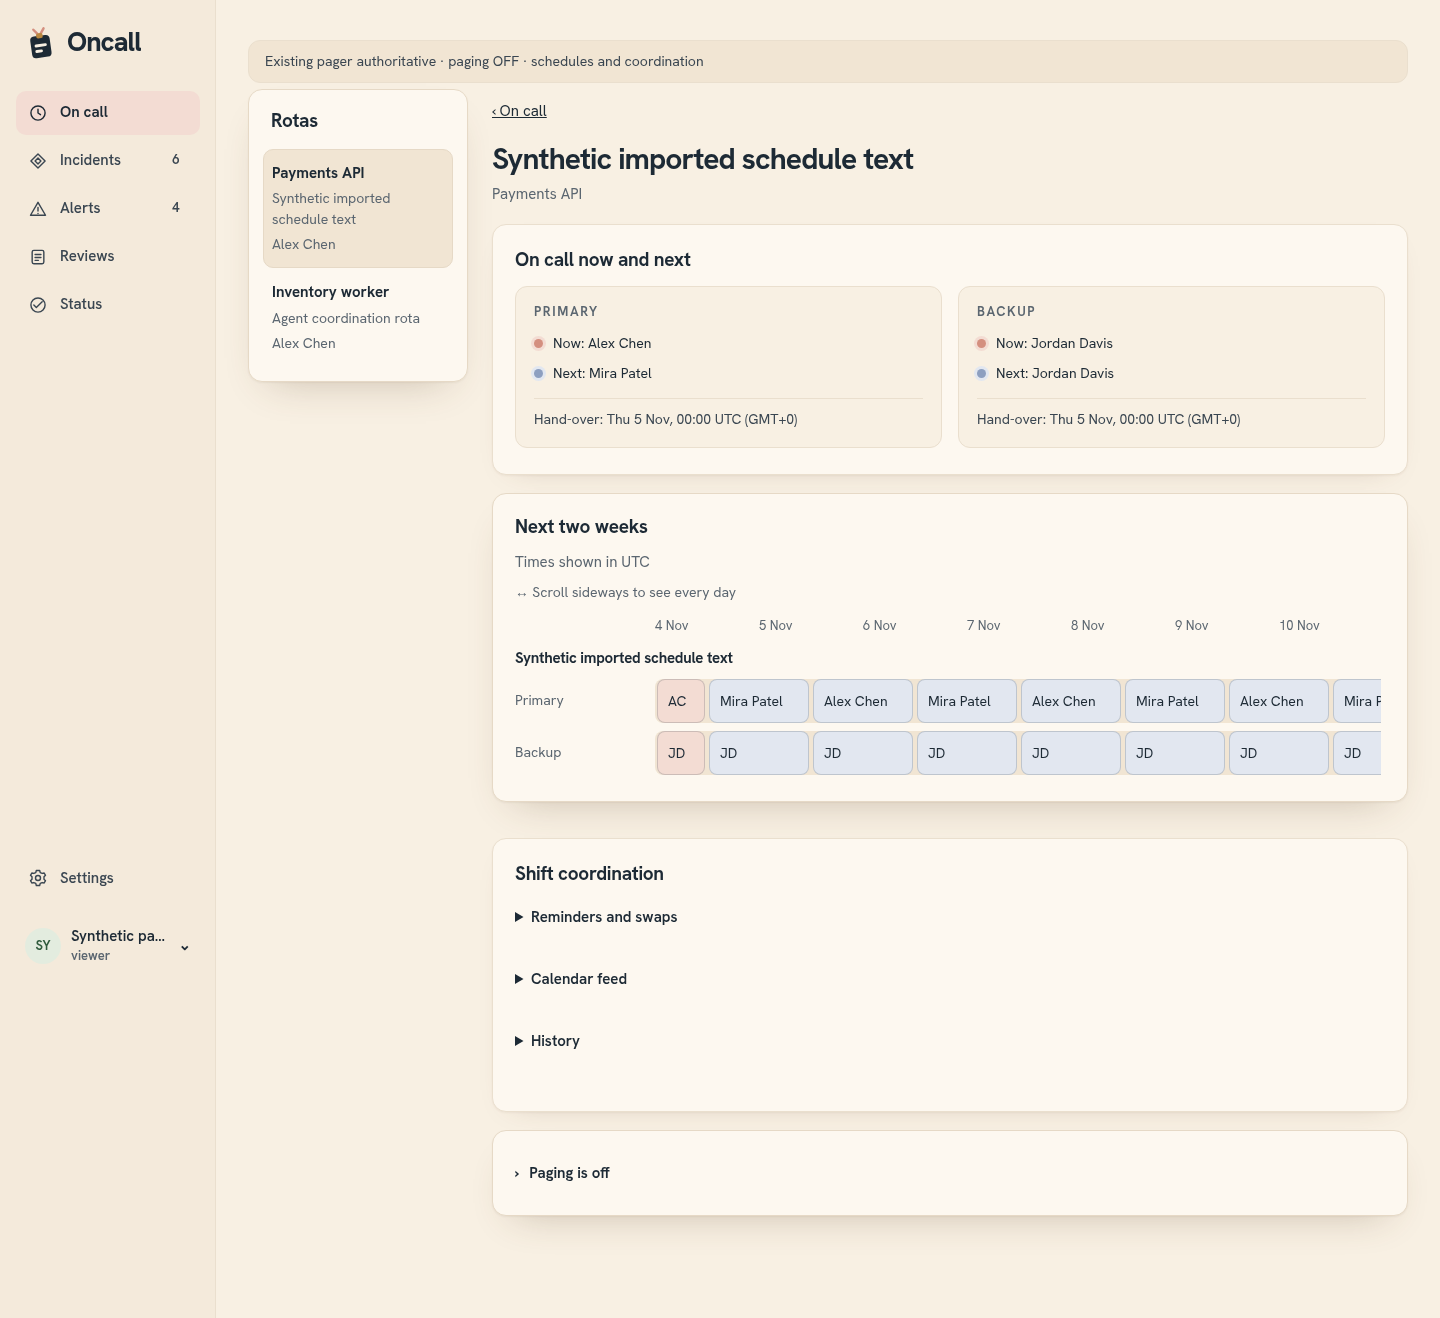 Oncall
On call
Incidents 6
Alerts 4
Reviews
Status
Settings
SY
Synthetic pa...
viewer
Existing pager authoritative · paging OFF · schedules and coordination
Rotas
Payments API
Synthetic imported
schedule text
Alex Chen
Inventory worker
Agent coordination rota
Alex Chen
‹ On call
Synthetic imported schedule text
Payments API
On call now and next
PRIMARY
Now: Alex Chen
Next: Mira Patel
Hand-over: Thu 5 Nov, 00:00 UTC (GMT+0)
BACKUP
Now: Jordan Davis
Next: Jordan Davis
Hand-over: Thu 5 Nov, 00:00 UTC (GMT+0)
Next two weeks
Times shown in UTC
↔ Scroll sideways to see every day
4 Nov 5 Nov 6 Nov 7 Nov 8 Nov 9 Nov 10 Nov
Synthetic imported schedule text
Primary AC Mira Patel Alex Chen Mira Patel Alex Chen Mira Patel Alex Chen Mira P
Backup JD JD JD JD JD JD JD JD
Shift coordination
▶ Reminders and swaps
▶ Calendar feed
▶ History
› Paging is off